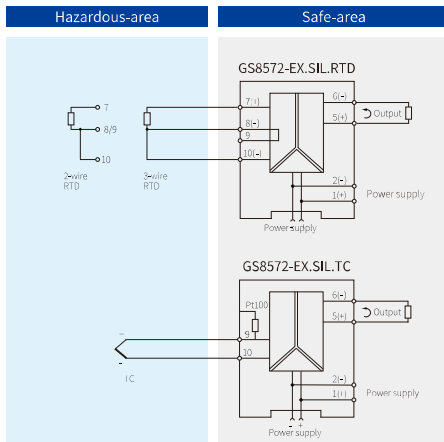 Hazardous-area
Safe-area
GS8572-EX.SIL.RTD
7(+)
8(-)
9
10(-)
6(-)
5(+)
Output
2(-)
1(+)
Power supply
Power supply
7
8/9
10
2-wire
RTD
3-wire
RTD
GS8572-EX.SIL.TC
Pt100
9
10
6(-)
5(+)
Output
2(-)
1(+)
Power supply
- +
Power supply
-
-